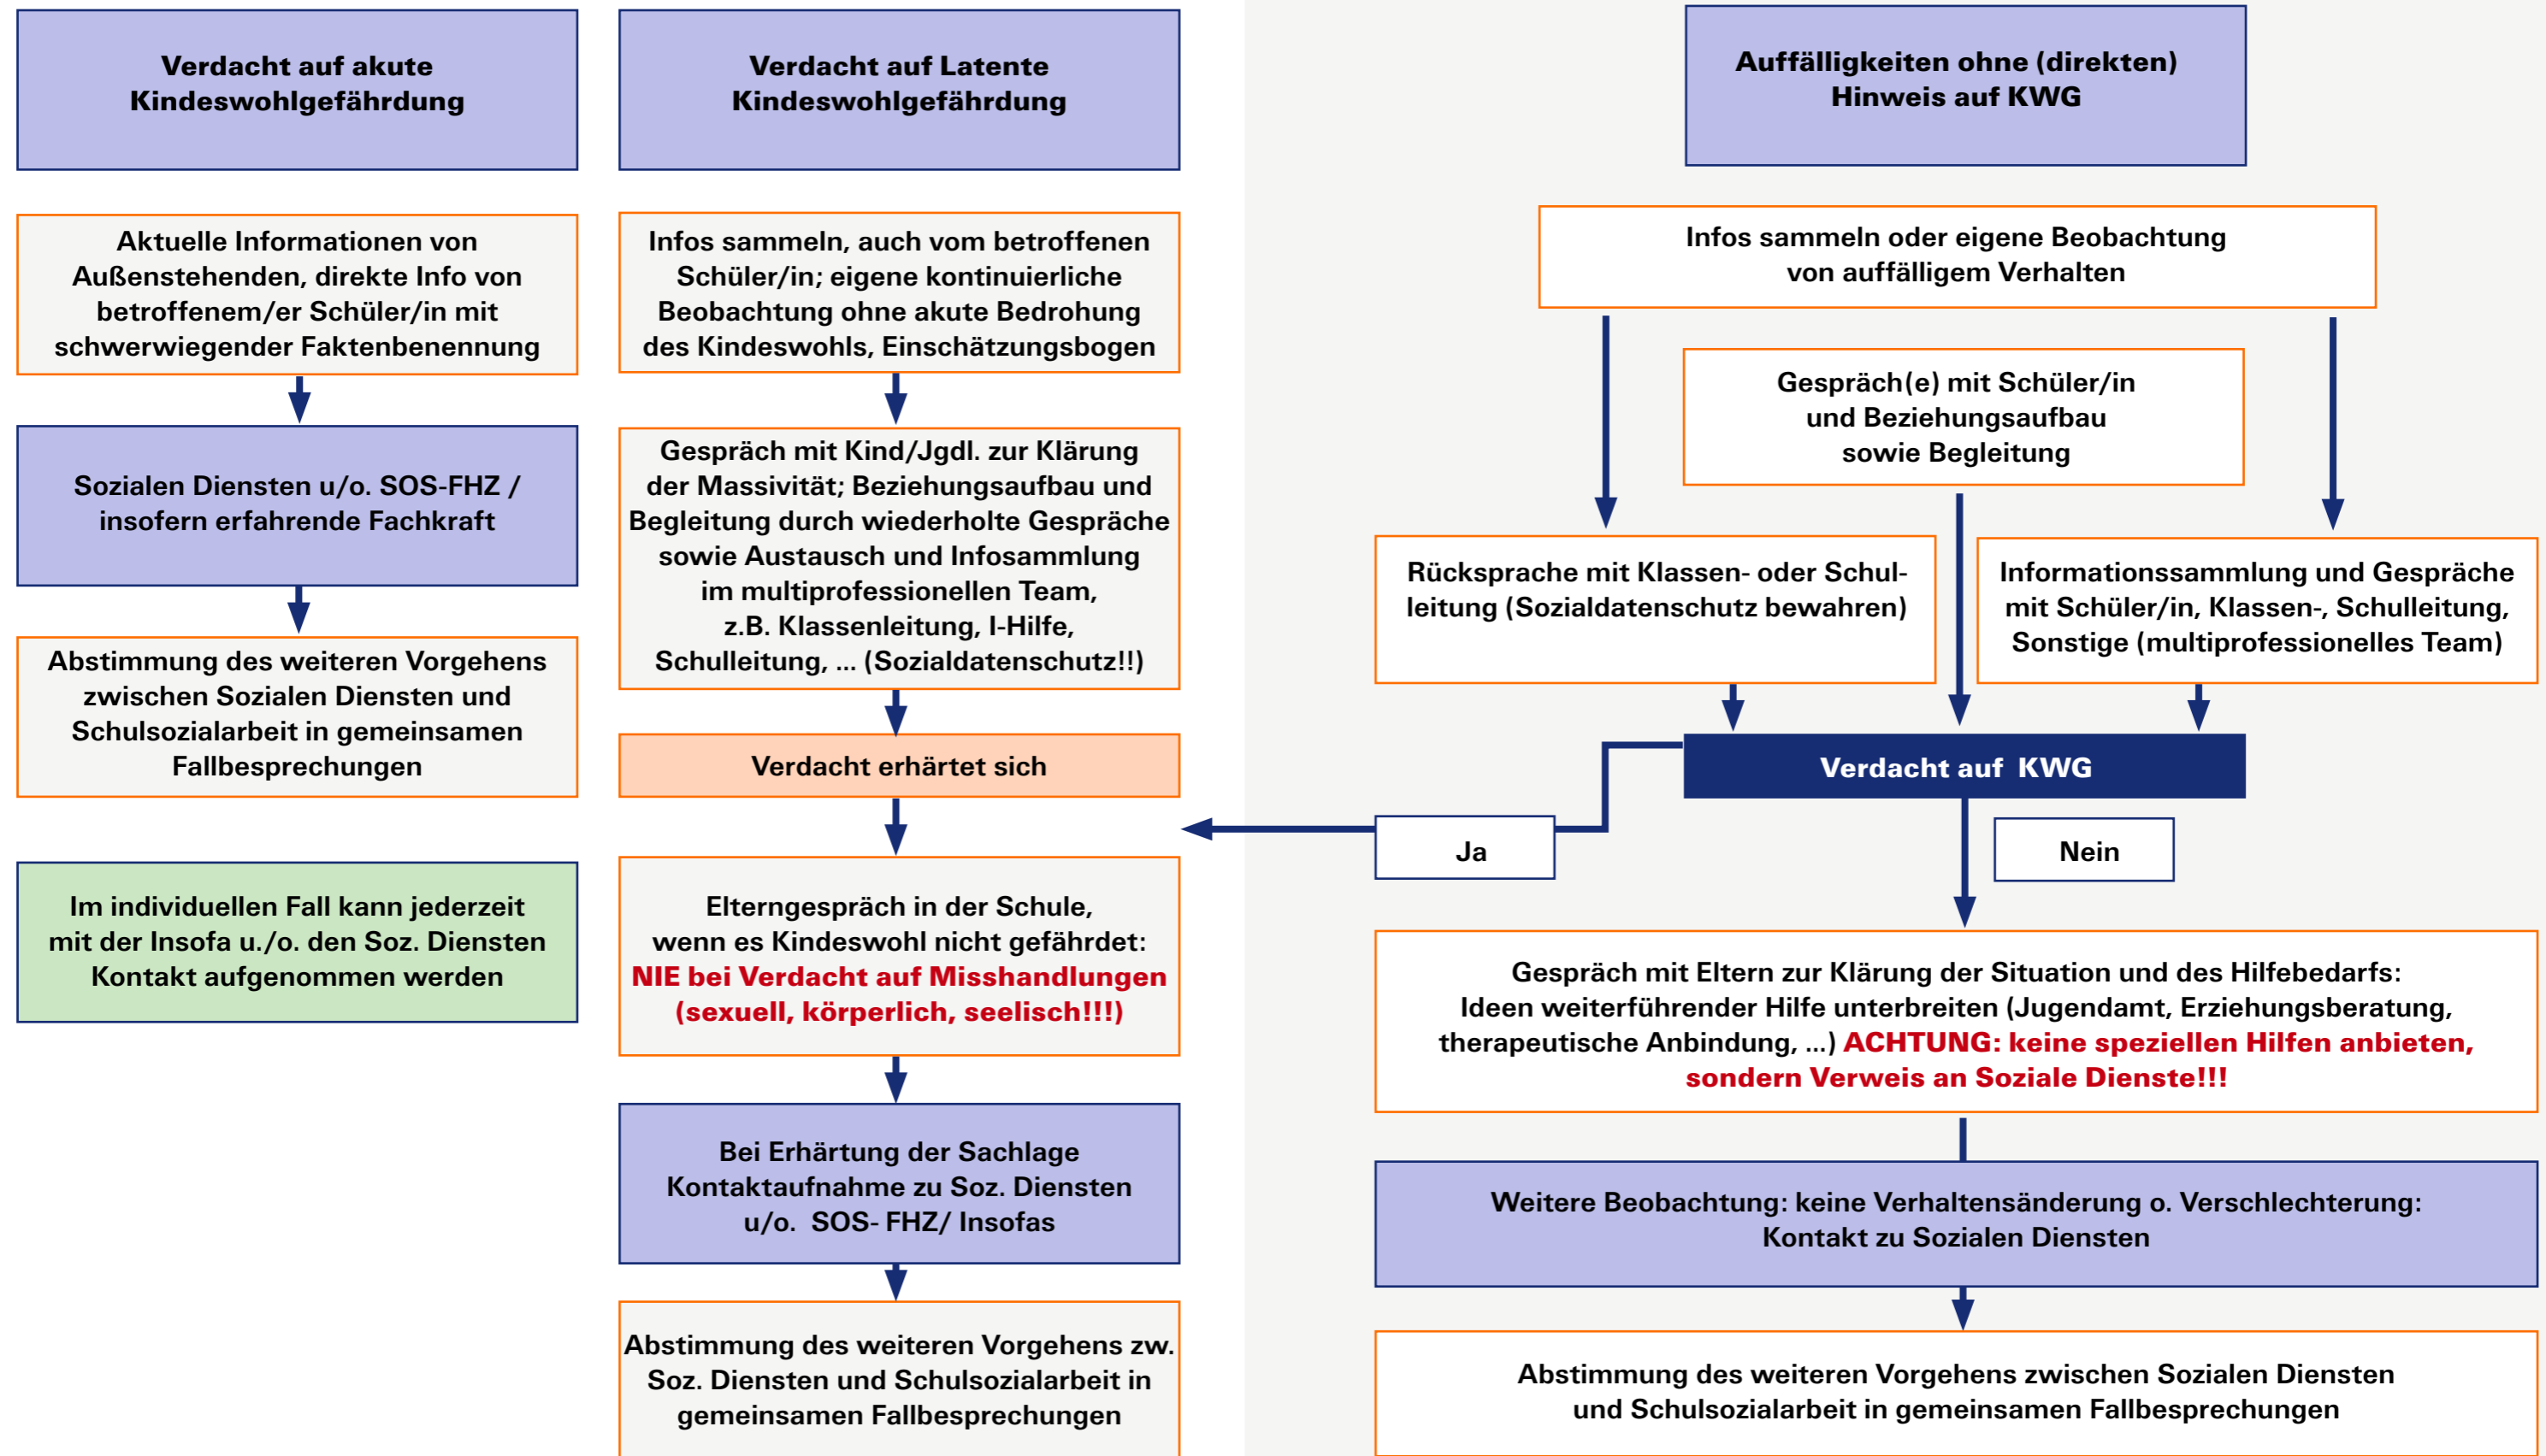 Verdacht auf akute
Kindeswohlgefährdung
Aktuelle Informationen von
Außenstehenden, direkte Info von
betroffenem/er Schüler/in mit
schwerwiegender Faktenbenennung
Sozialen Diensten u/o. SOS-FHZ /
insofern erfahrende Fachkraft
Abstimmung des weiteren Vorgehens
zwischen Sozialen Diensten und
Schulsozialarbeit in gemeinsamen
Fallbesprechungen
Im individuellen Fall kann jederzeit
mit der Insofa u./o. den Soz. Diensten
Kontakt aufgenommen werden
Verdacht auf Latente
Kindeswohlgefährdung
Infos sammeln, auch vom betroffenen
Schüler/in; eigene kontinuierliche
Beobachtung ohne akute Bedrohung
des Kindeswohls, Einschätzungsbogen
Gespräch mit Kind/Jgdl. zur Klärung
der Massivität; Beziehungsaufbau und
Begleitung durch wiederholte Gespräche
sowie Austausch und Infosammlung
im multiprofessionellen Team,
z.B. Klassenleitung, I-Hilfe,
Schulleitung, ... (Sozialdatenschutz!!)
Verdacht erhärtet sich
Elterngespräch in der Schule,
wenn es Kindeswohl nicht gefährdet:
NIE bei Verdacht auf Misshandlungen
(sexuell, körperlich, seelisch!!!)
Bei Erhärtung der Sachlage
Kontaktaufnahme zu Soz. Diensten
u/o. SOS- FHZ/ Insofas
Abstimmung des weiteren Vorgehens zw.
Soz. Diensten und Schulsozialarbeit in
gemeinsamen Fallbesprechungen
Auffälligkeiten ohne (direkten)
Hinweis auf KWG
Infos sammeln oder eigene Beobachtung
von auffälligem Verhalten
Gespräch(e) mit Schüler/in
und Beziehungsaufbau
sowie Begleitung
Rücksprache mit Klassen- oder Schul-
leitung (Sozialdatenschutz bewahren)
Informationssammlung und Gespräche
mit Schüler/in, Klassen-, Schulleitung,
Sonstige (multiprofessionelles Team)
Verdacht auf KWG
Ja
Nein
Gespräch mit Eltern zur Klärung der Situation und des Hilfebedarfs:
Ideen weiterführender Hilfe unterbreiten (Jugendamt, Erziehungsberatung,
therapeutische Anbindung, ...) ACHTUNG: keine speziellen Hilfen anbieten,
sondern Verweis an Soziale Dienste!!!
Weitere Beobachtung: keine Verhaltensänderung o. Verschlechterung:
Kontakt zu Sozialen Diensten
Abstimmung des weiteren Vorgehens zwischen Sozialen Diensten
und Schulsozialarbeit in gemeinsamen Fallbesprechungen